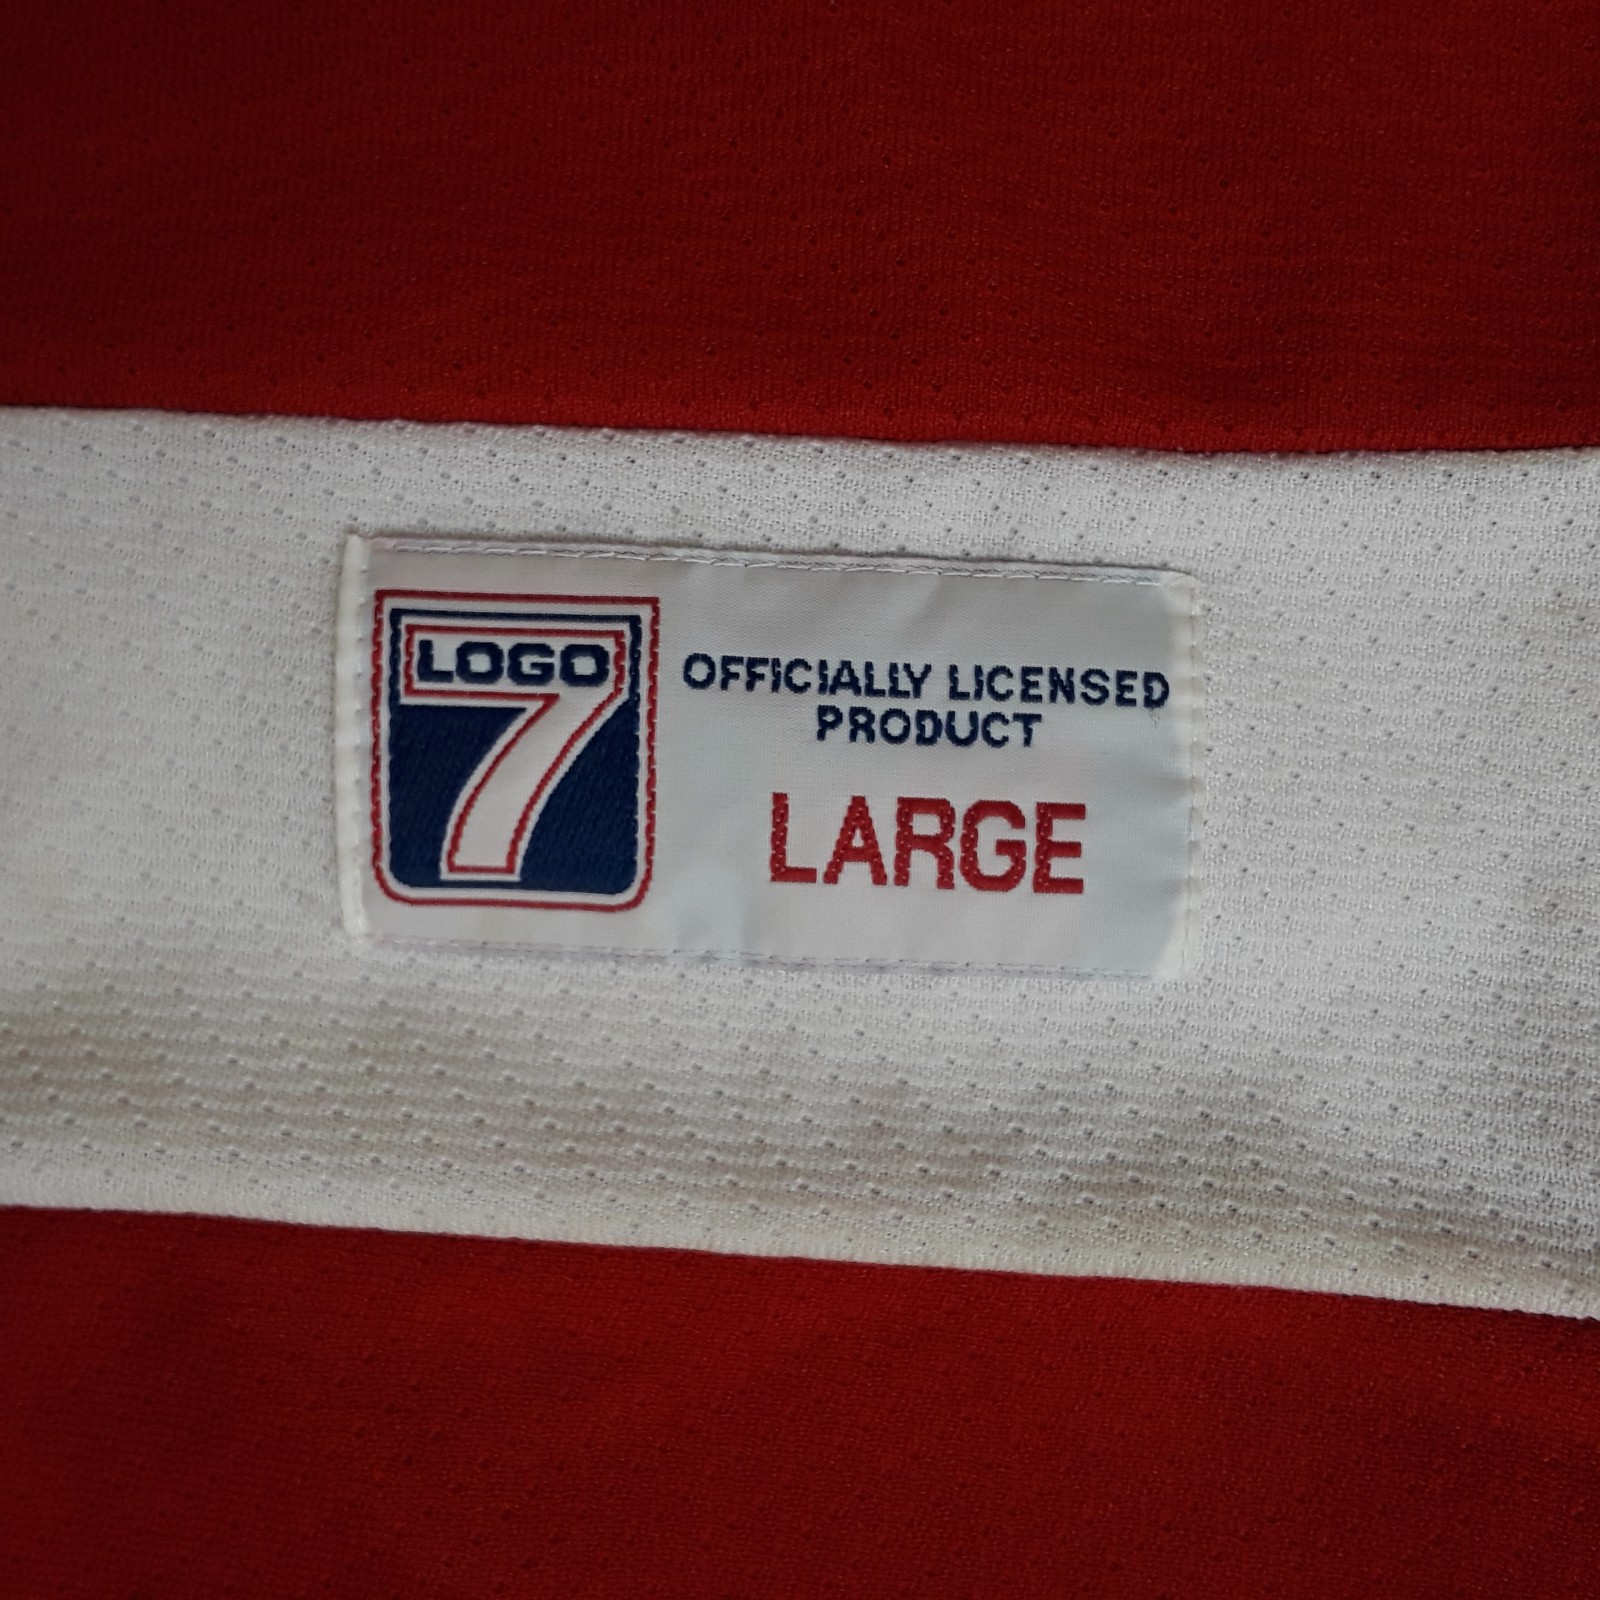 LOGO
7
OFFICIALLY LICENSED
PRODUCT
LARGE